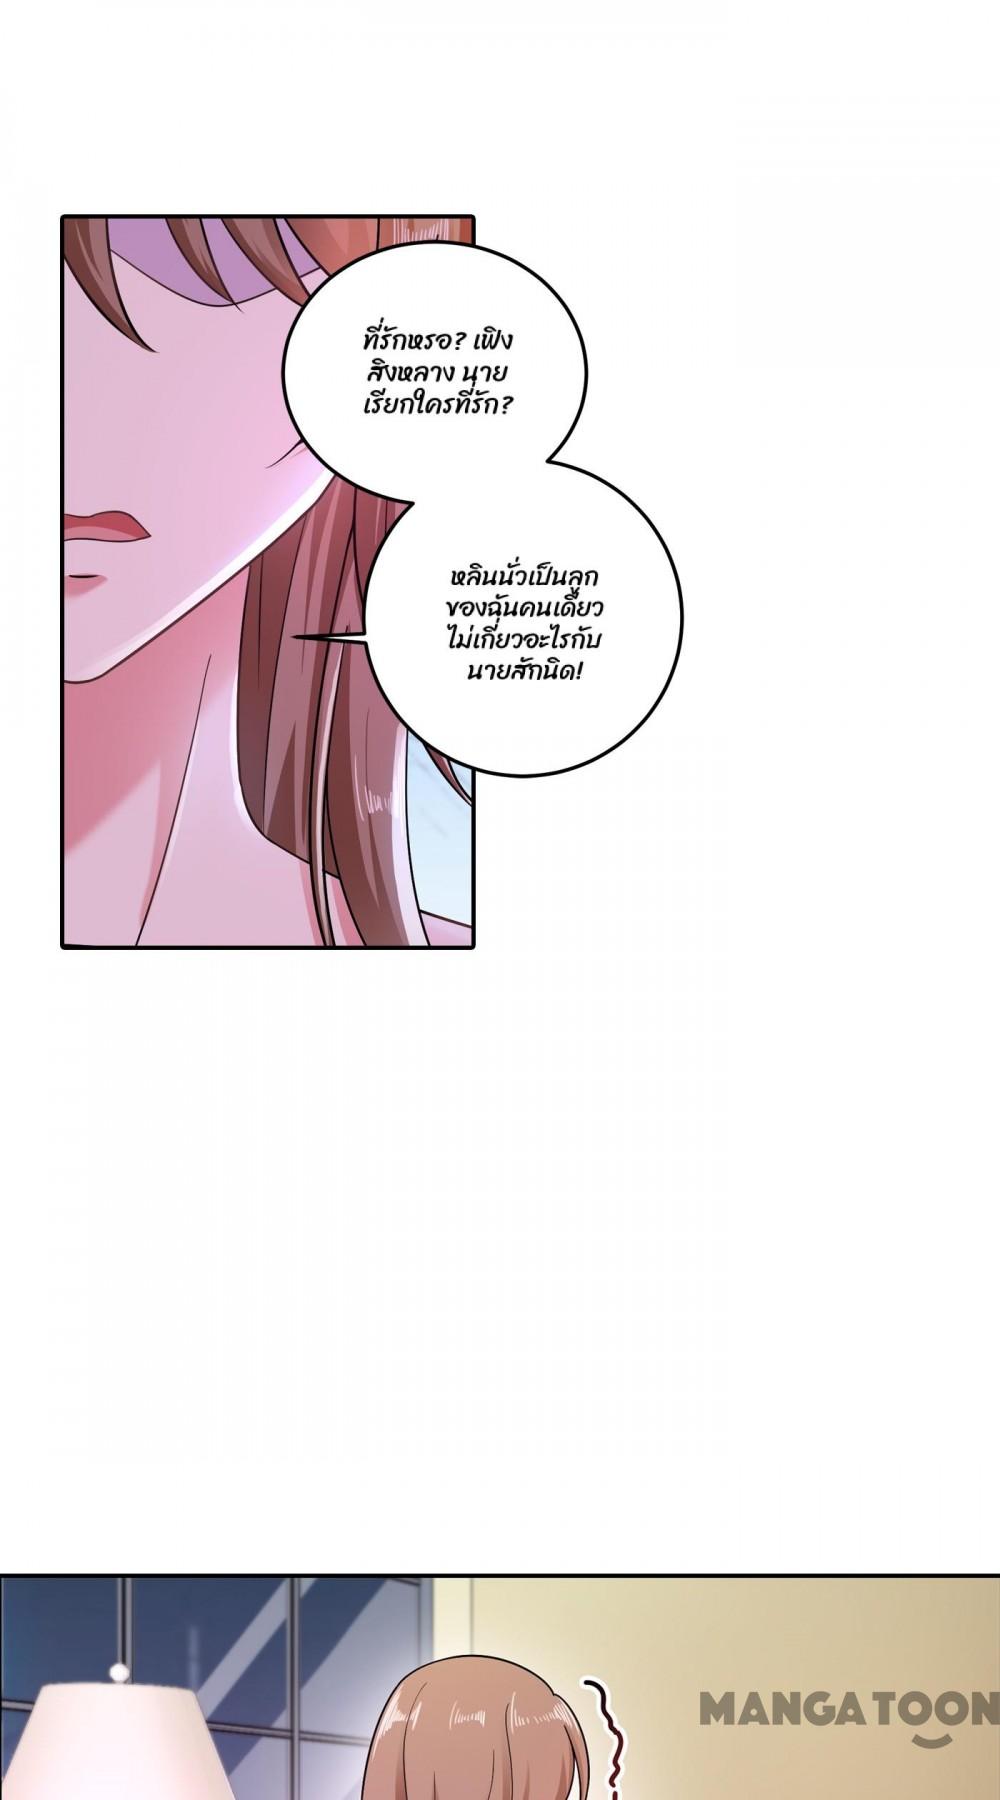 ที่รักหรอ? เฟิง
สิงหลาง นาย
เรียกใครที่รัก?
หลินนั่วเป็นลูก
ของฉันคนเดียว
ไม่เกี่ยวอะไรกับ
นายสักนิด!
MANGATOON